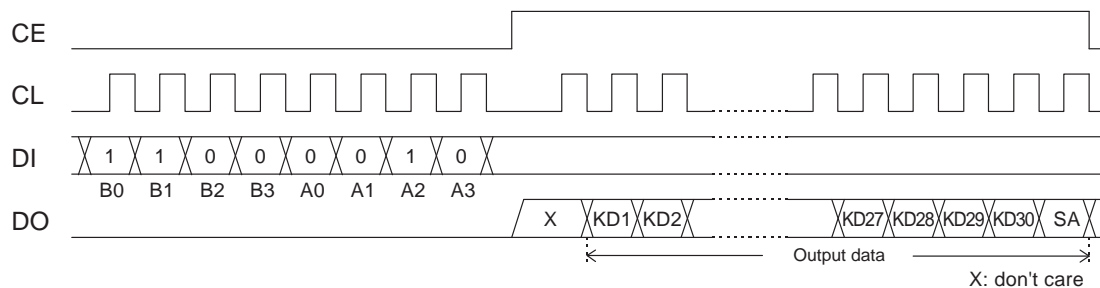 CE
CL
DI 1 1 0 0 0 0 1 0
B0 B1 B2 B3 A0 A1 A2 A3
DO X KD1 KD2 KD27 KD28 KD29 KD30 SA
Output data
X: don't care